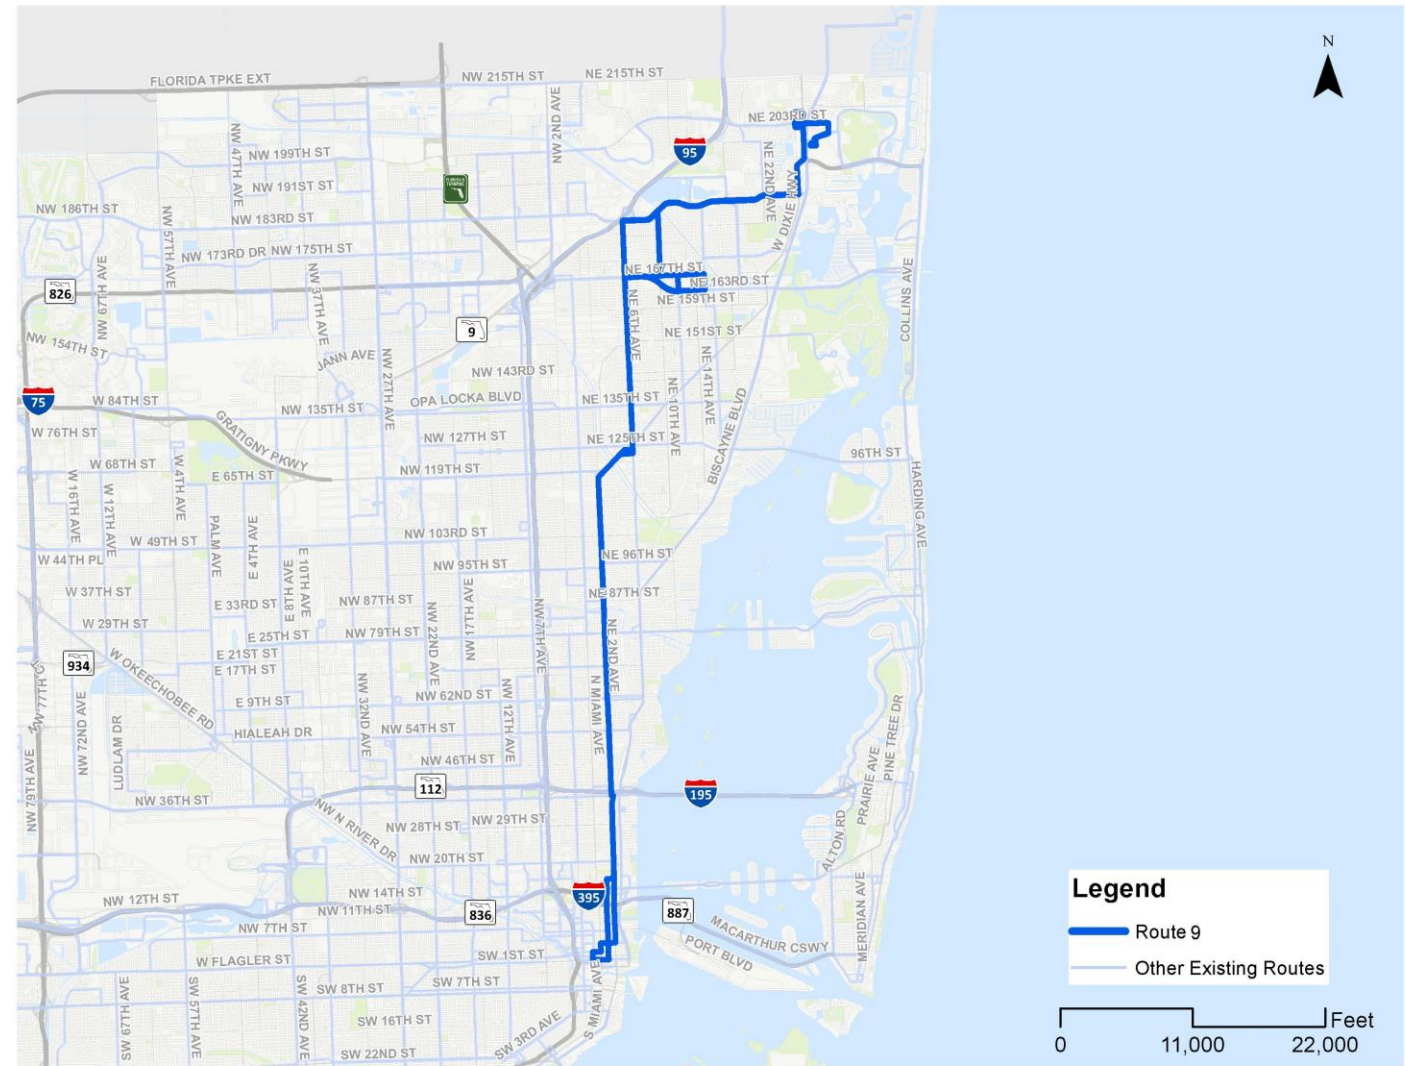 N
FLORIDA TPKE EXT
NW 215TH ST
NE 215TH ST
NW 2ND AVE
NE 203RD ST
95
NW 47TH AVE
NW 199TH ST
NE 22ND AVE
NW 191ST ST
NW 186TH ST
NW 57TH AVE
NW 183RD ST
W DIXIE HWY
NW 173RD DR
NW 175TH ST
NW 67TH AVE
NW 37TH AVE
NE 167TH ST
NE 163RD ST
NE 159TH ST
COLLINS AVE
826
9
NE 6TH AVE
NE 151ST ST
NW 154TH ST
JANN AVE
NW 27TH AVE
NW 143RD ST
NE 10TH AVE
NE 14TH AVE
75
W 84TH ST
NW 135TH ST
OPA LOCKA BLVD
NE 135TH ST
BISCAYNE BLVD
W 76TH ST
GRATIGNY PKWY
NW 127TH ST
NE 125TH ST
96TH ST
W 68TH ST
W 4TH AVE
E 65TH ST
NW 119TH ST
HARDING AVE
W 19TH AVE
W 12TH AVE
PALM AVE
E 4TH AVE
NW 103RD ST
W 49TH ST
E 8TH AVE
E 10TH AVE
NE 96TH ST
W 44TH PL
NW 95TH ST
W 37TH ST
E 33RD ST
NW 87TH ST
NW 22ND AVE
NW 17TH AVE
NW 7TH AVE
NE 87TH ST
W 29TH ST
E 25TH ST
NW 79TH ST
NE 2ND AVE
934
W OKEECHOBEE RD
E 21ST ST
E 17TH ST
NW 77TH CT
NW 72ND AVE
E 9TH ST
NW 32ND AVE
NW 62ND ST
NW 12TH AVE
N MIAMI AVE
PINE TREE DR
LUDLAM DR
HIALEAH DR
NW 54TH ST
PRAIRIE AVE
NW 79TH AVE
NW 46TH ST
112
195
NW 36TH ST
NW N RIVER DR
NW 28TH ST
NW 29TH ST
ALTON RD
NW 20TH ST
NW 12TH ST
NW 14TH ST
395
MERIDIAN AVE
NW 11TH ST
836
887
NW 7TH ST
MACARTHUR CSWY
PORT BLVD
W FLAGLER ST
SW 1ST ST
SW 67TH AVE
SW 57TH AVE
SW 42ND AVE
SW 8TH ST
SW 7TH ST
S MIAMI AVE
SW 16TH ST
SW 3RD AVE
SW 22ND ST
Legend
Route 9
Other Existing Routes
Feet
0 11,000 22,000